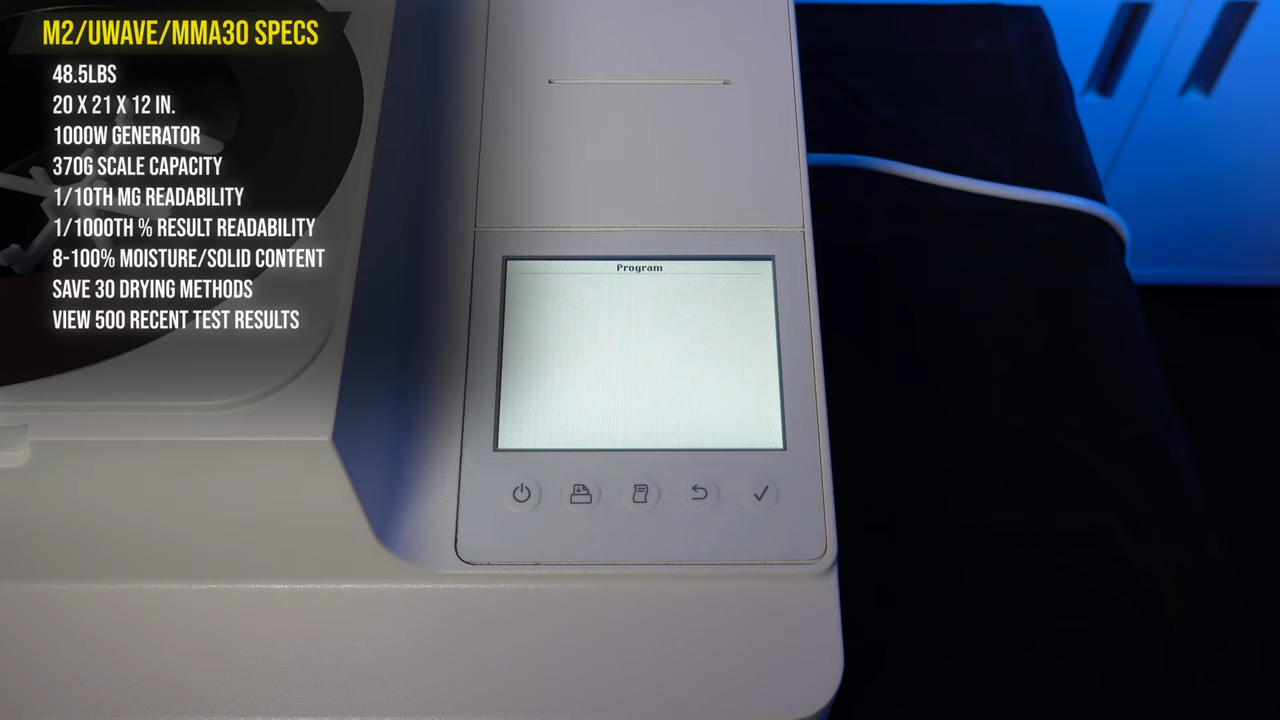 M2/UWAVE/MMA30 SPECS
48.5LBS
20 X 21 X 12 IN.
1000W GENERATOR
370G SCALE CAPACITY
1/10TH MG READABILITY
1/1000TH % RESULT READABILITY
8-100% MOISTURE/SOLID CONTENT
SAVE 30 DRYING METHODS
VIEW 500 RECENT TEST RESULTS
Program